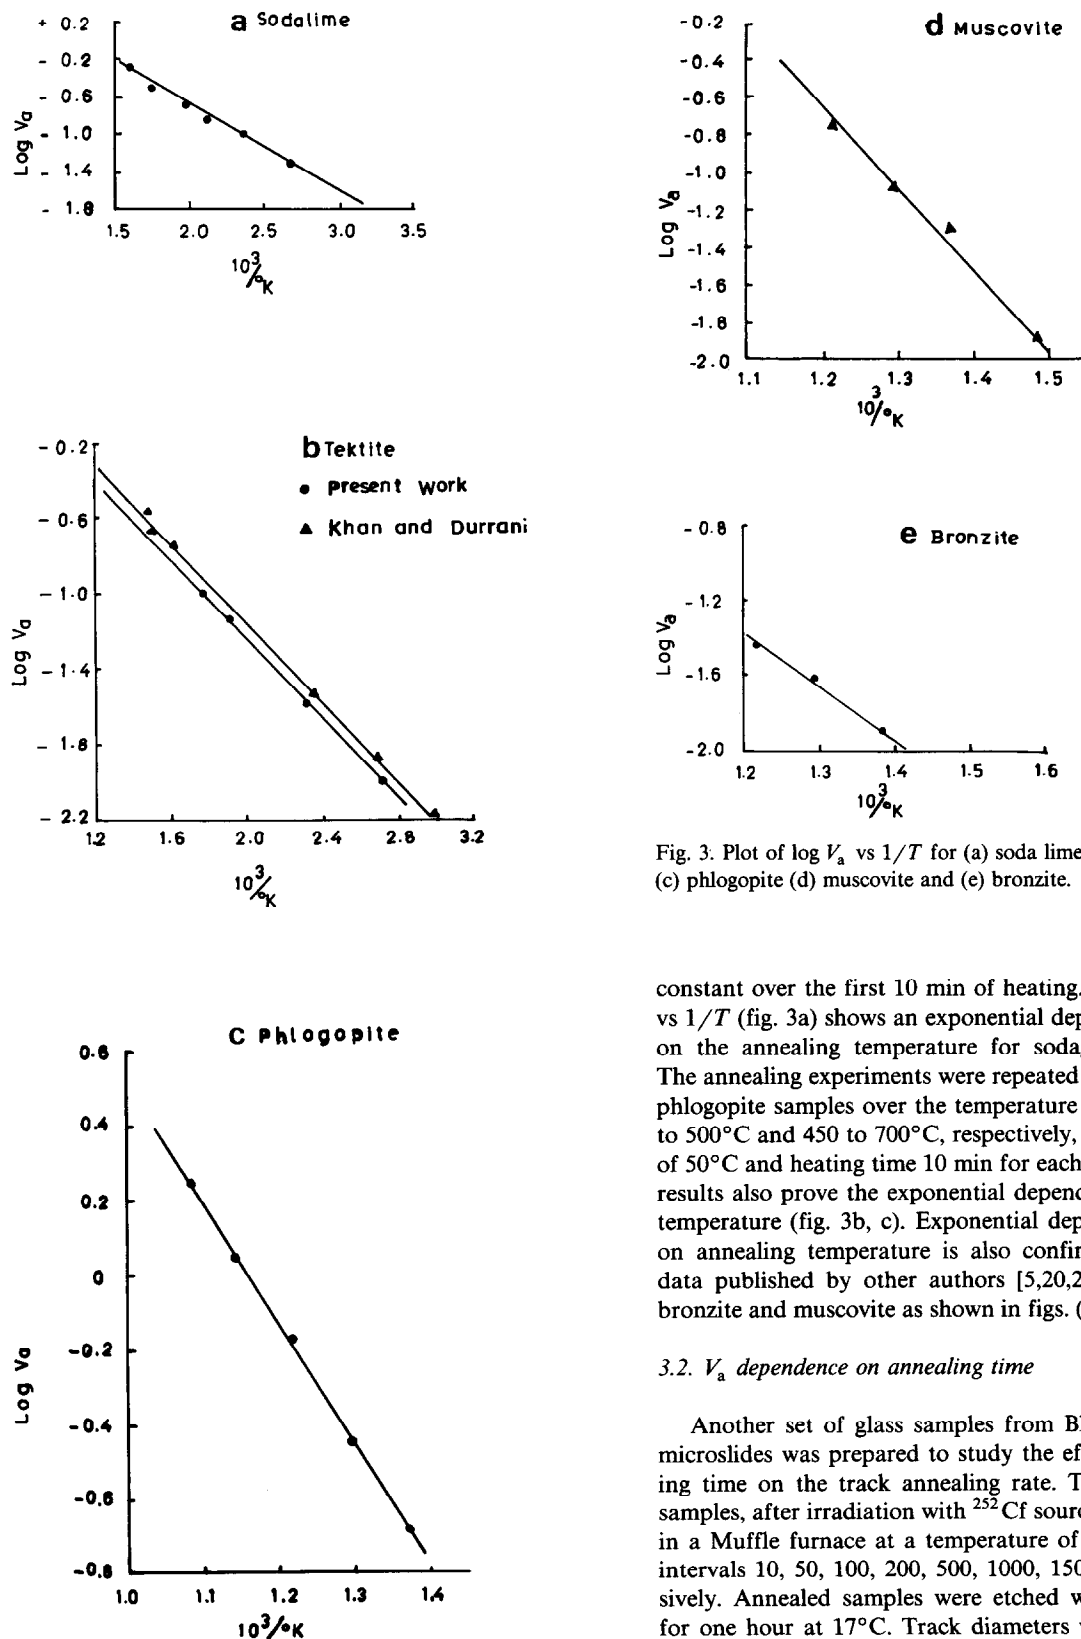 a Sodalime
+ 0.2
- 0.2
- 0.6
- 1.0
- 1.4
- 1.8
Log Va
1.5 2.0 2.5 3.0 3.5
10³/°K
b Tektite
● Present work
▲ Khan and Durrani
- 0.2
- 0.6
- 1.0
- 1.4
- 1.8
- 2.2
Log Va
1.2 1.6 2.0 2.4 2.8 3.2
10³/°K
C Phlogopite
0.6
0.4
0.2
0
-0.2
-0.4
-0.6
-0.8
Log Va
1.0 1.1 1.2 1.3 1.4
10³/°K
d Muscovite
-0.2
-0.4
-0.6
-0.8
-1.0
-1.2
-1.4
-1.6
-1.8
-2.0
Log Va
1.1 1.2 1.3 1.4 1.5
10³/°K
e Bronzite
-0.8
-1.2
-1.6
-2.0
Log Va
1.2 1.3 1.4 1.5 1.6
10³/°K
Fig. 3. Plot of log Va vs 1/T for (a) soda lime
(c) phlogopite (d) muscovite and (e) bronzite.
constant over the first 10 min of heating.
vs 1/T (fig. 3a) shows an exponential dep
on the annealing temperature for soda
The annealing experiments were repeated
phlogopite samples over the temperature
to 500°C and 450 to 700°C, respectively,
of 50°C and heating time 10 min for each
results also prove the exponential depend
temperature (fig. 3b, c). Exponential dep
on annealing temperature is also confir
data published by other authors [5,20,2
bronzite and muscovite as shown in figs. (
3.2. Va dependence on annealing time
Another set of glass samples from B
microslides was prepared to study the ef
ing time on the track annealing rate. T
samples, after irradiation with ²⁵²Cf sour
in a Muffle furnace at a temperature of
intervals 10, 50, 100, 200, 500, 1000, 150
sively. Annealed samples were etched w
for one hour at 17°C. Track diameters